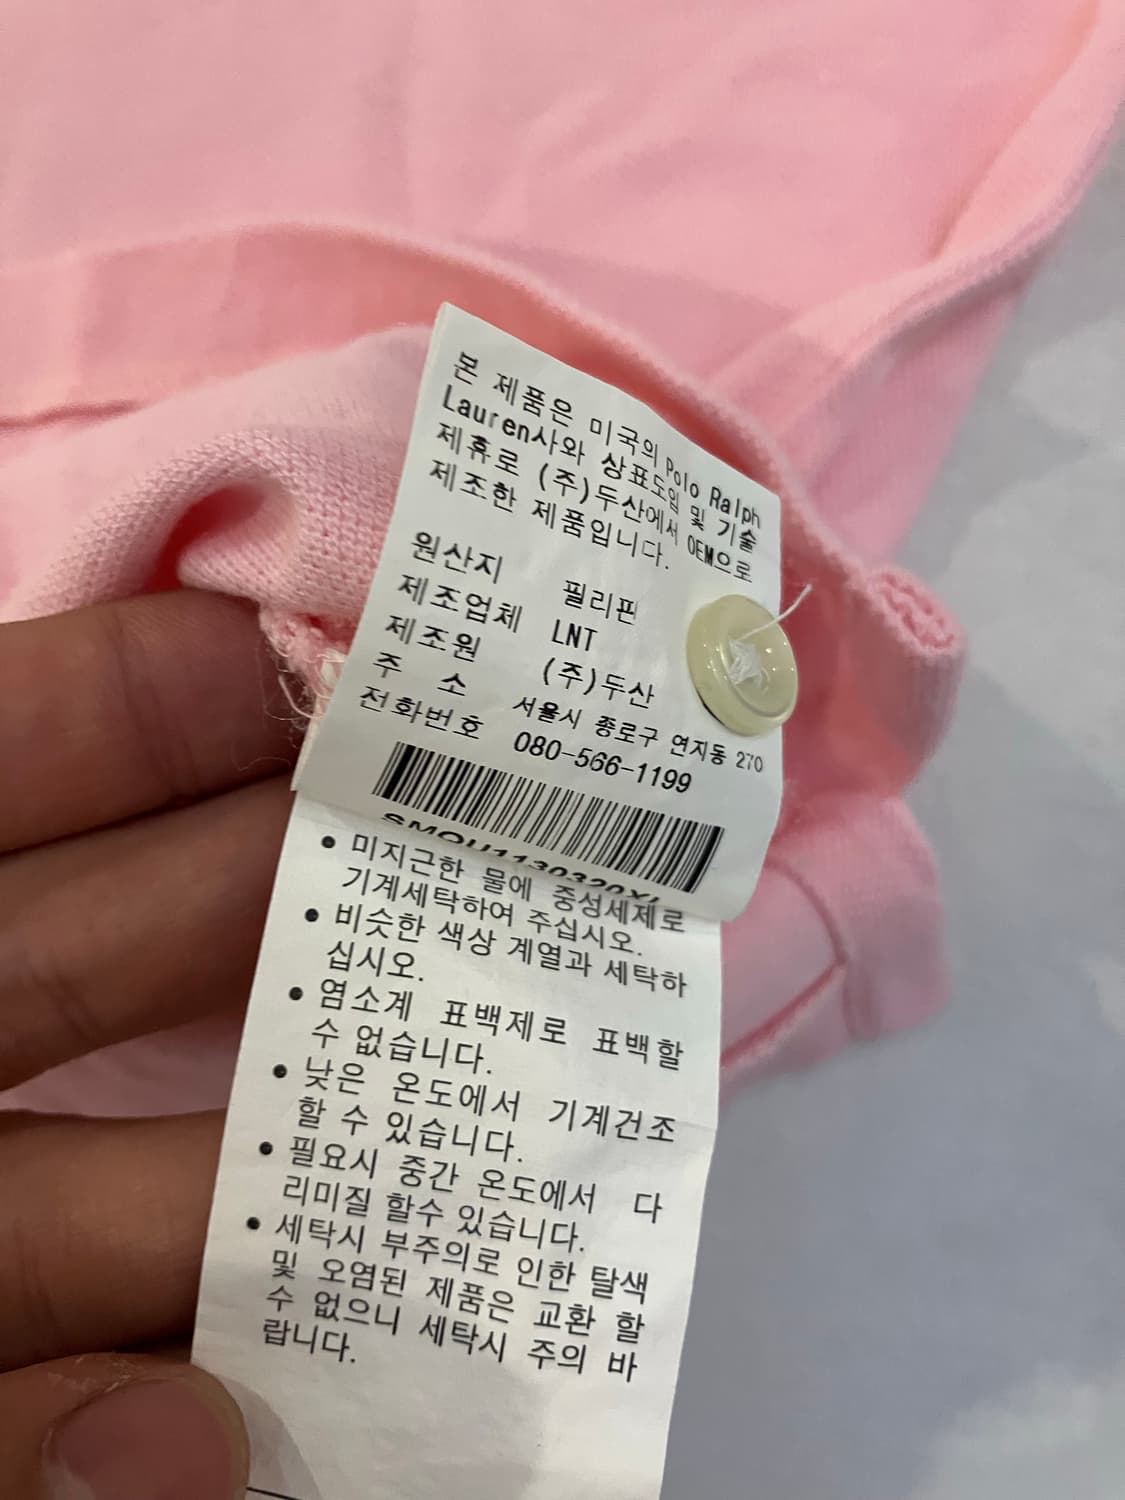 본 제품은 미국의 Polo Ralph
Lauren사와 상표도입 및 기술
제휴로 (주)두산에서 OEM으로
제조한 제품입니다.
원산지 필리핀
제조업체 LNT
제조원 (주)두산
주 소 서울시 종로구 연지동 270
전화번호 080-566-1199
• 미지근한 물에 중성세제로
기계세탁하여 주십시오.
• 비슷한 색상 계열과 세탁하
십시오.
• 염소계 표백제로 표백할
수 없습니다.
• 낮은 온도에서 기계건조
할 수 있습니다.
• 필요시 중간 온도에서 다
리미질 할수 있습니다.
• 세탁시 부주의로 인한 탈색
및 오염된 제품은 교환 할
수 없으니 세탁시 주의 바
랍니다.